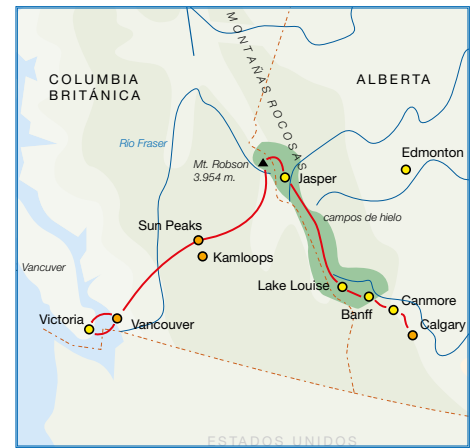 COLUMBIA
BRITÁNICA
MONTAÑAS ROCOSAS
ALBERTA
Río Fraser
Mt. Robson
3.954 m.
Edmonton
Jasper
campos de hielo
Sun Peaks
Kamloops
Vancuver
Lake Louise
Banff
Canmore
Calgary
Victoria
Vancouver
ESTADOS UNIDOS